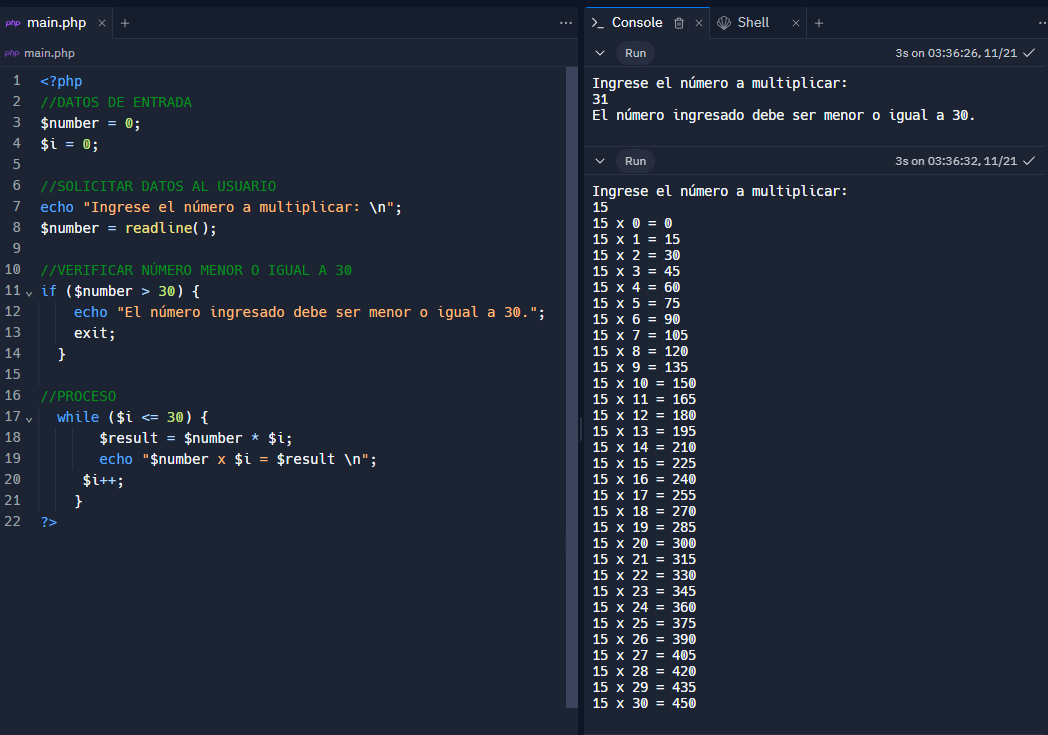 php main.php × +
php main.php
1 <?php
2 //DATOS DE ENTRADA
3 $number = 0;
4 $i = 0;
5
6 //SOLICITAR DATOS AL USUARIO
7 echo "Ingrese el número a multiplicar: \n";
8 $number = readline();
9
10 //VERIFICAR NÚMERO MENOR O IGUAL A 30
11 if ($number > 30) {
12 echo "El número ingresado debe ser menor o igual a 30.";
13 exit;
14 }
15
16 //PROCESO
17 while ($i <= 30) {
18 $result = $number * $i;
19 echo "$number x $i = $result \n";
20 $i++;
21 }
22 ?>
>_ Console × Shell × +
Run 3s on 03:36:26, 11/21
Ingrese el número a multiplicar:
31
El número ingresado debe ser menor o igual a 30.
Run 3s on 03:36:32, 11/21
Ingrese el número a multiplicar:
15
15 x 0 = 0
15 x 1 = 15
15 x 2 = 30
15 x 3 = 45
15 x 4 = 60
15 x 5 = 75
15 x 6 = 90
15 x 7 = 105
15 x 8 = 120
15 x 9 = 135
15 x 10 = 150
15 x 11 = 165
15 x 12 = 180
15 x 13 = 195
15 x 14 = 210
15 x 15 = 225
15 x 16 = 240
15 x 17 = 255
15 x 18 = 270
15 x 19 = 285
15 x 20 = 300
15 x 21 = 315
15 x 22 = 330
15 x 23 = 345
15 x 24 = 360
15 x 25 = 375
15 x 26 = 390
15 x 27 = 405
15 x 28 = 420
15 x 29 = 435
15 x 30 = 450